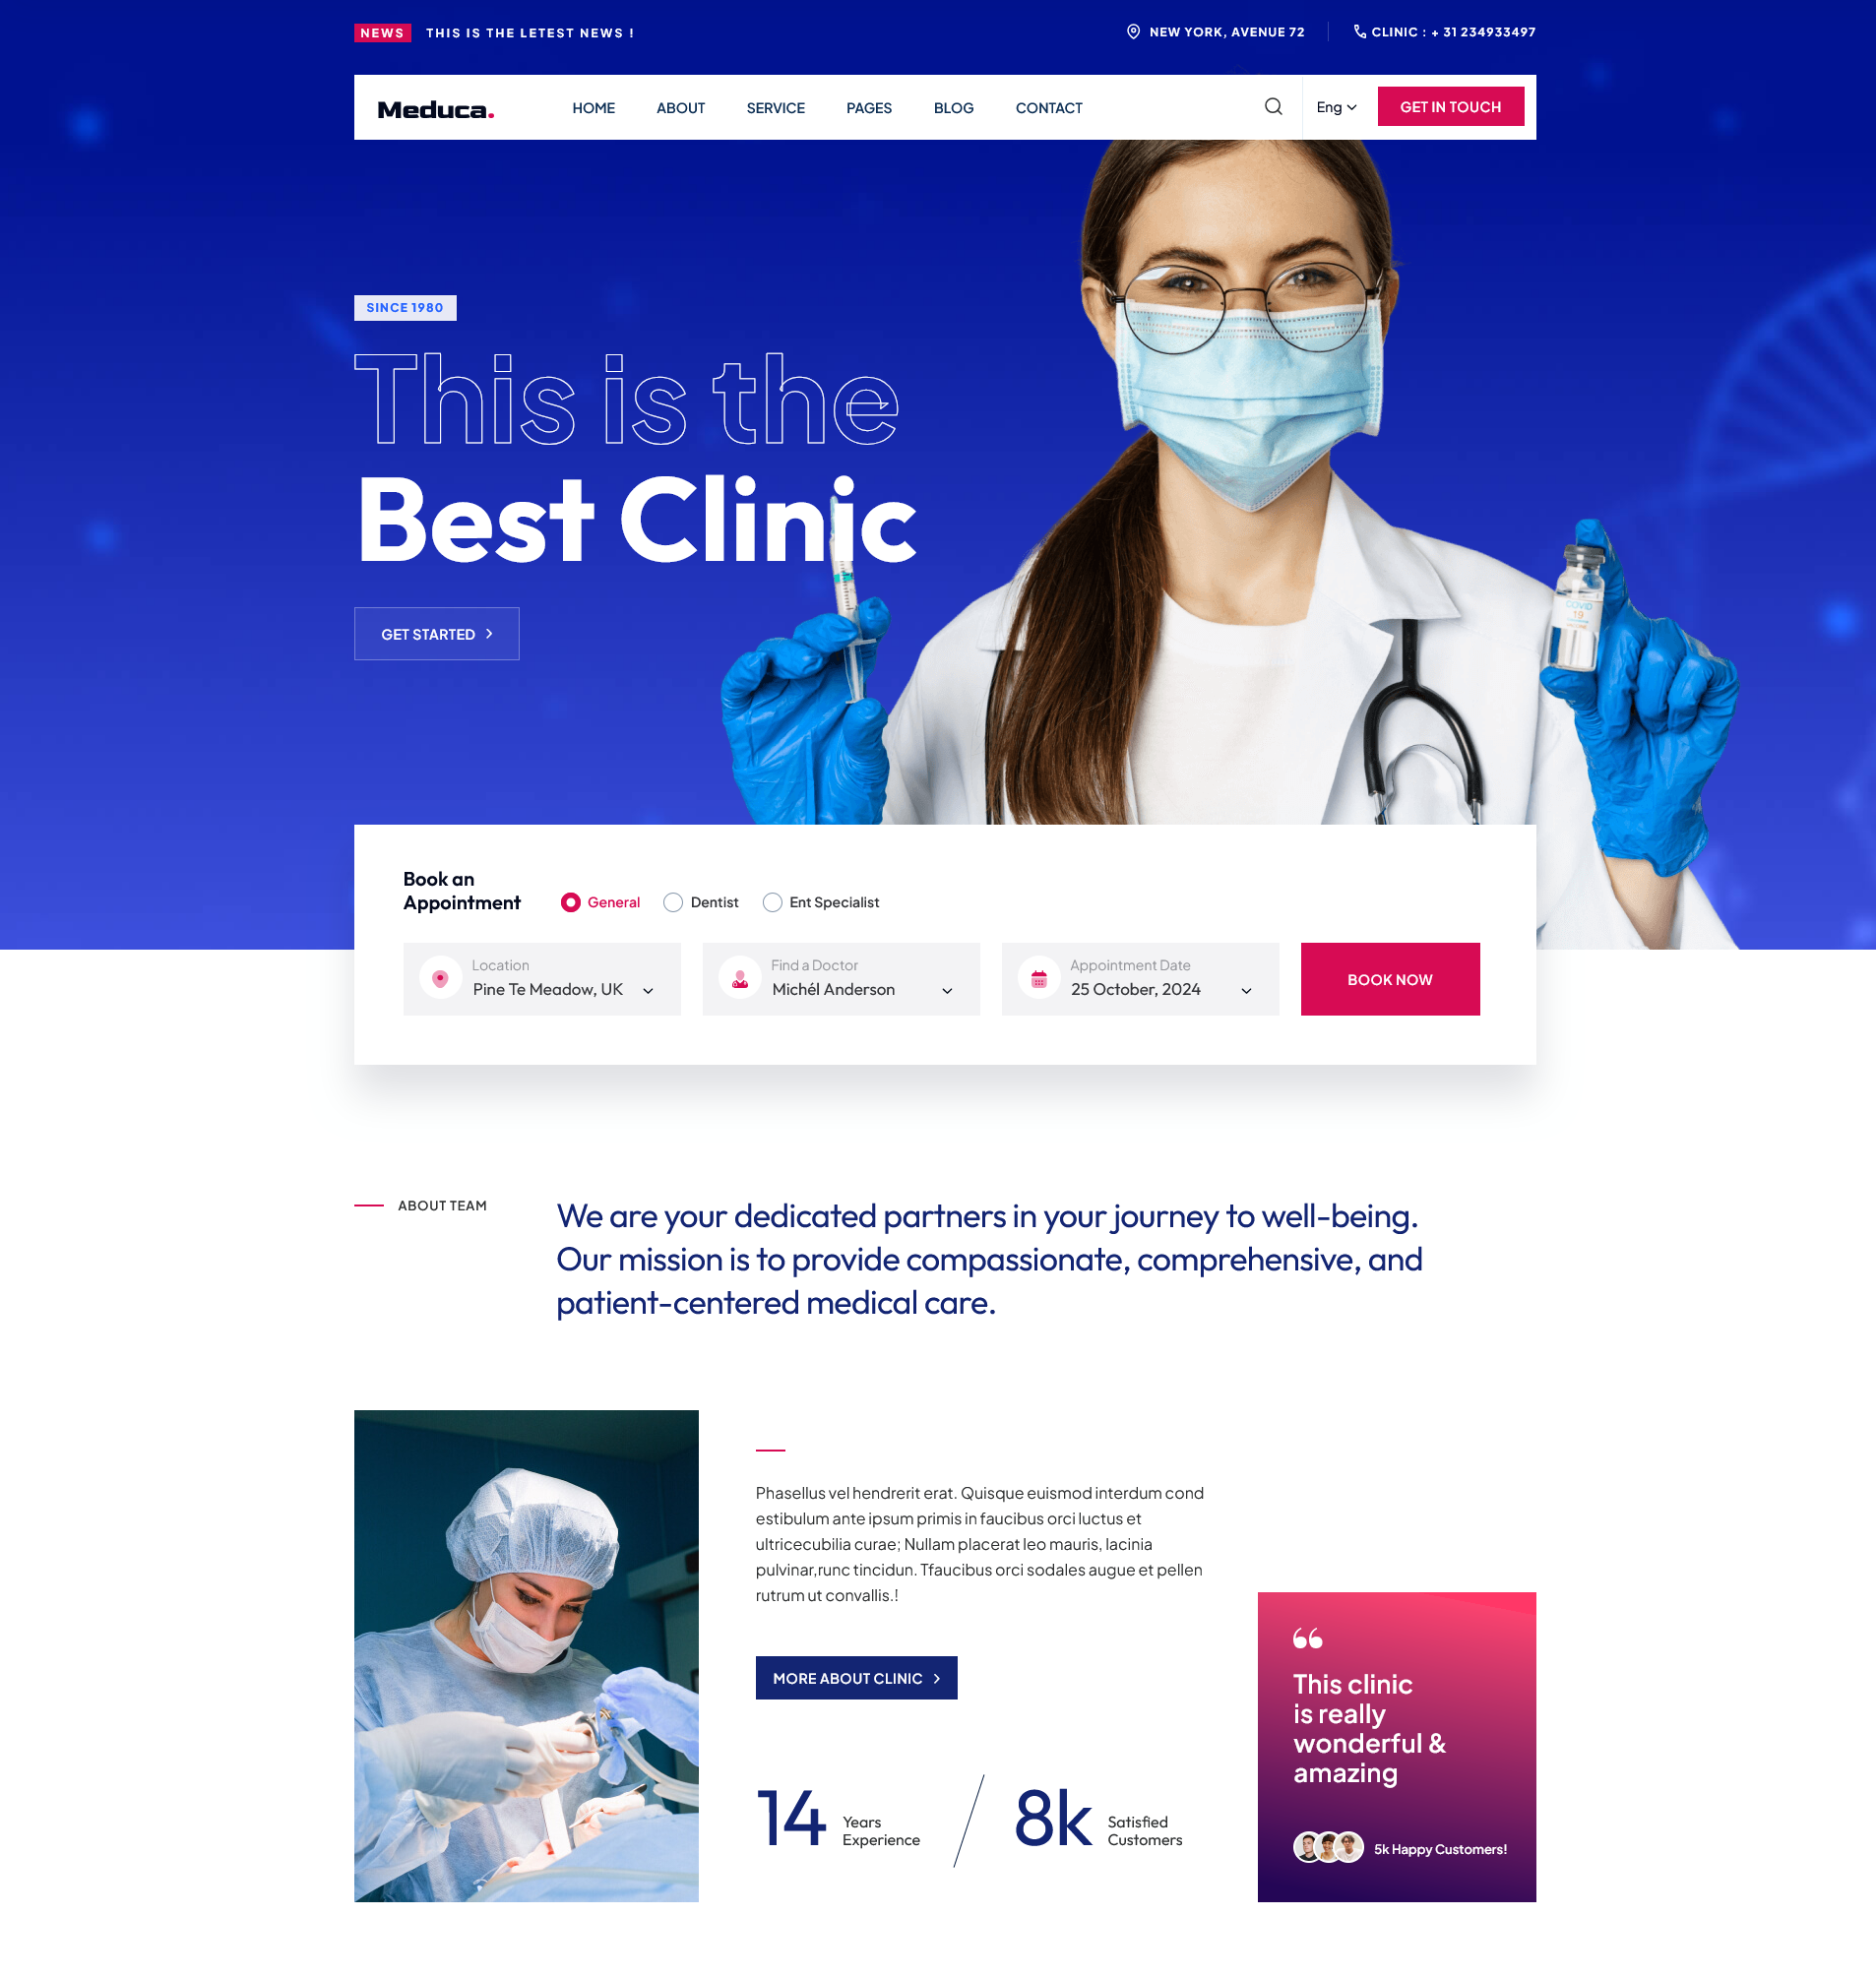 NEWS THIS IS THE LETEST NEWS !
NEW YORK, AVENUE 72
CLINIC : + 31 234933497
Meduca.
HOME ABOUT SERVICE PAGES BLOG CONTACT
Eng
GET IN TOUCH
SINCE 1980
This is the
Best Clinic
GET STARTED
COVID
19
Book an
Appointment
General
Dentist
Ent Specialist
Location
Pine Te Meadow, UK
Find a Doctor
Michél Anderson
Appointment Date
25 October, 2024
BOOK NOW
ABOUT TEAM
We are your dedicated partners in your journey to well-being.
Our mission is to provide compassionate, comprehensive, and
patient-centered medical care.
Phasellus vel hendrerit erat. Quisque euismod interdum cond
estibulum ante ipsum primis in faucibus orci luctus et
ultricecubilia curae; Nullam placerat leo mauris, lacinia
pulvinar,runc tincidun. Tfaucibus orci sodales augue et pellen
rutrum ut convallis.!
MORE ABOUT CLINIC
14
Years
Experience
8k
Satisfied
Customers
This clinic
is really
wonderful &
amazing
5k Happy Customers!